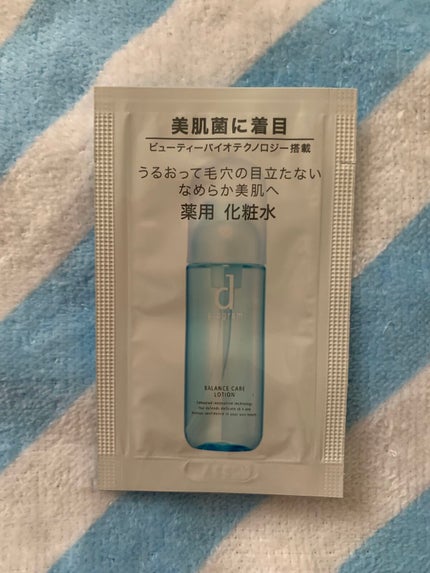 美肌菌に着目
ビューティーバイオテクノロジー搭載
うるおって毛穴の目立たない
なめらか美肌へ
薬用 化粧水
d
program
BALANCE CARE
LOTION